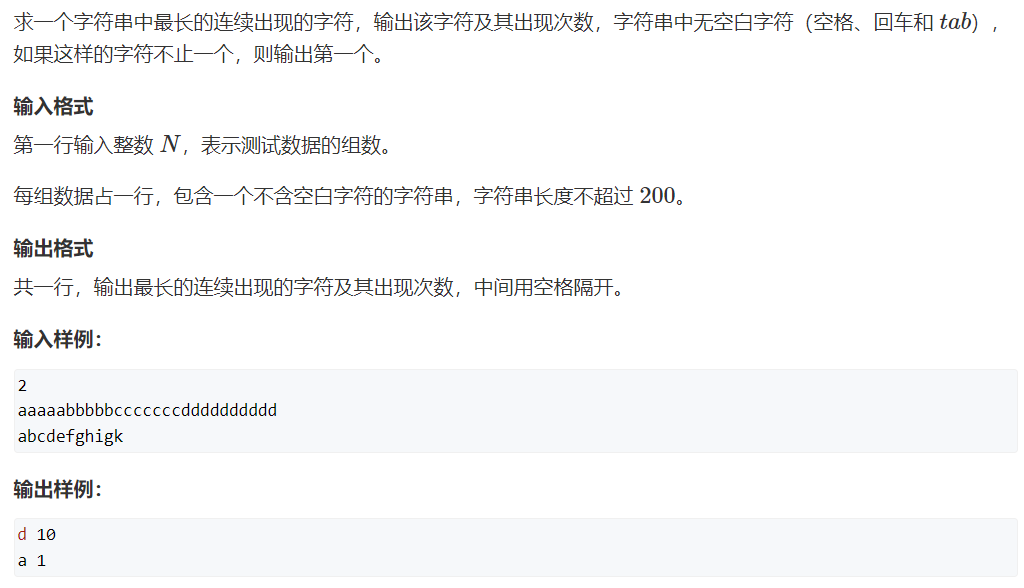 求一个字符串中最长的连续出现的字符，输出该字符及其出现次数，字符串中无空白字符（空格、回车和 tab），
如果这样的字符不止一个，则输出第一个。
输入格式
第一行输入整数 N，表示测试数据的组数。
每组数据占一行，包含一个不含空白字符的字符串，字符串长度不超过 200。
输出格式
共一行，输出最长的连续出现的字符及其出现次数，中间用空格隔开。
输入样例：
2
aaaaabbbbbcccccccdddddddddd
abcdefghigk
输出样例：
d 10
a 1